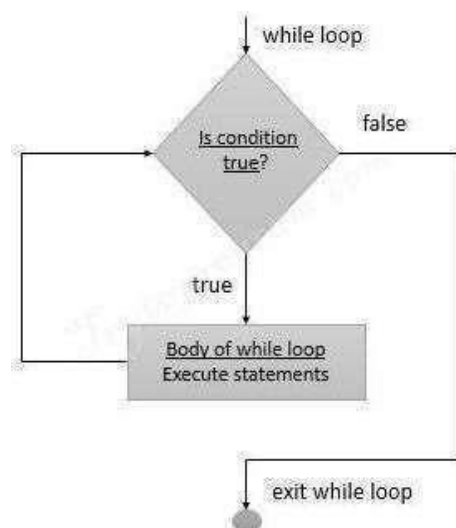 while loop
Is condition
true?
false
true
Body of while loop
Execute statements
exit while loop